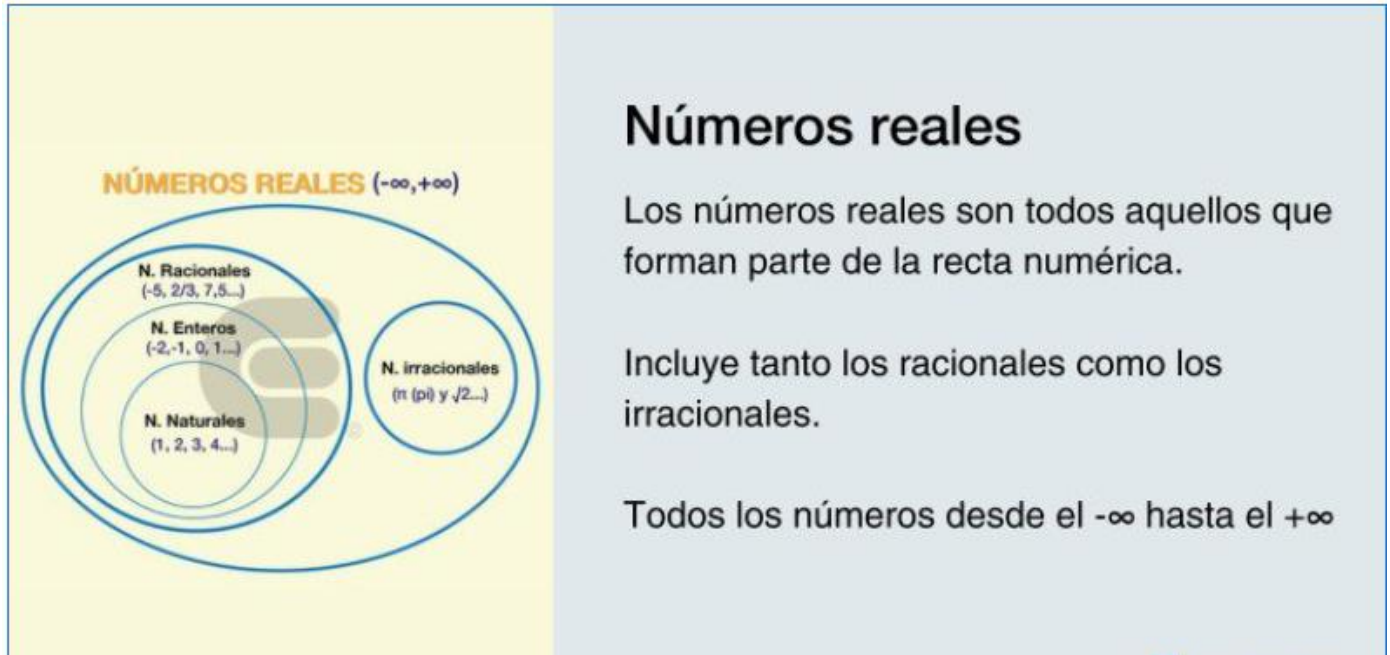 NÚMEROS REALES (-∞,+∞)
N. Racionales
(-5, 2/3, 7,5...)
N. Enteros
(-2,-1, 0, 1...)
N. Naturales
(1, 2, 3, 4...)
N. irracionales
(π (pi) y √2...)
Números reales
Los números reales son todos aquellos que
forman parte de la recta numérica.
Incluye tanto los racionales como los
irracionales.
Todos los números desde el -∞ hasta el +∞